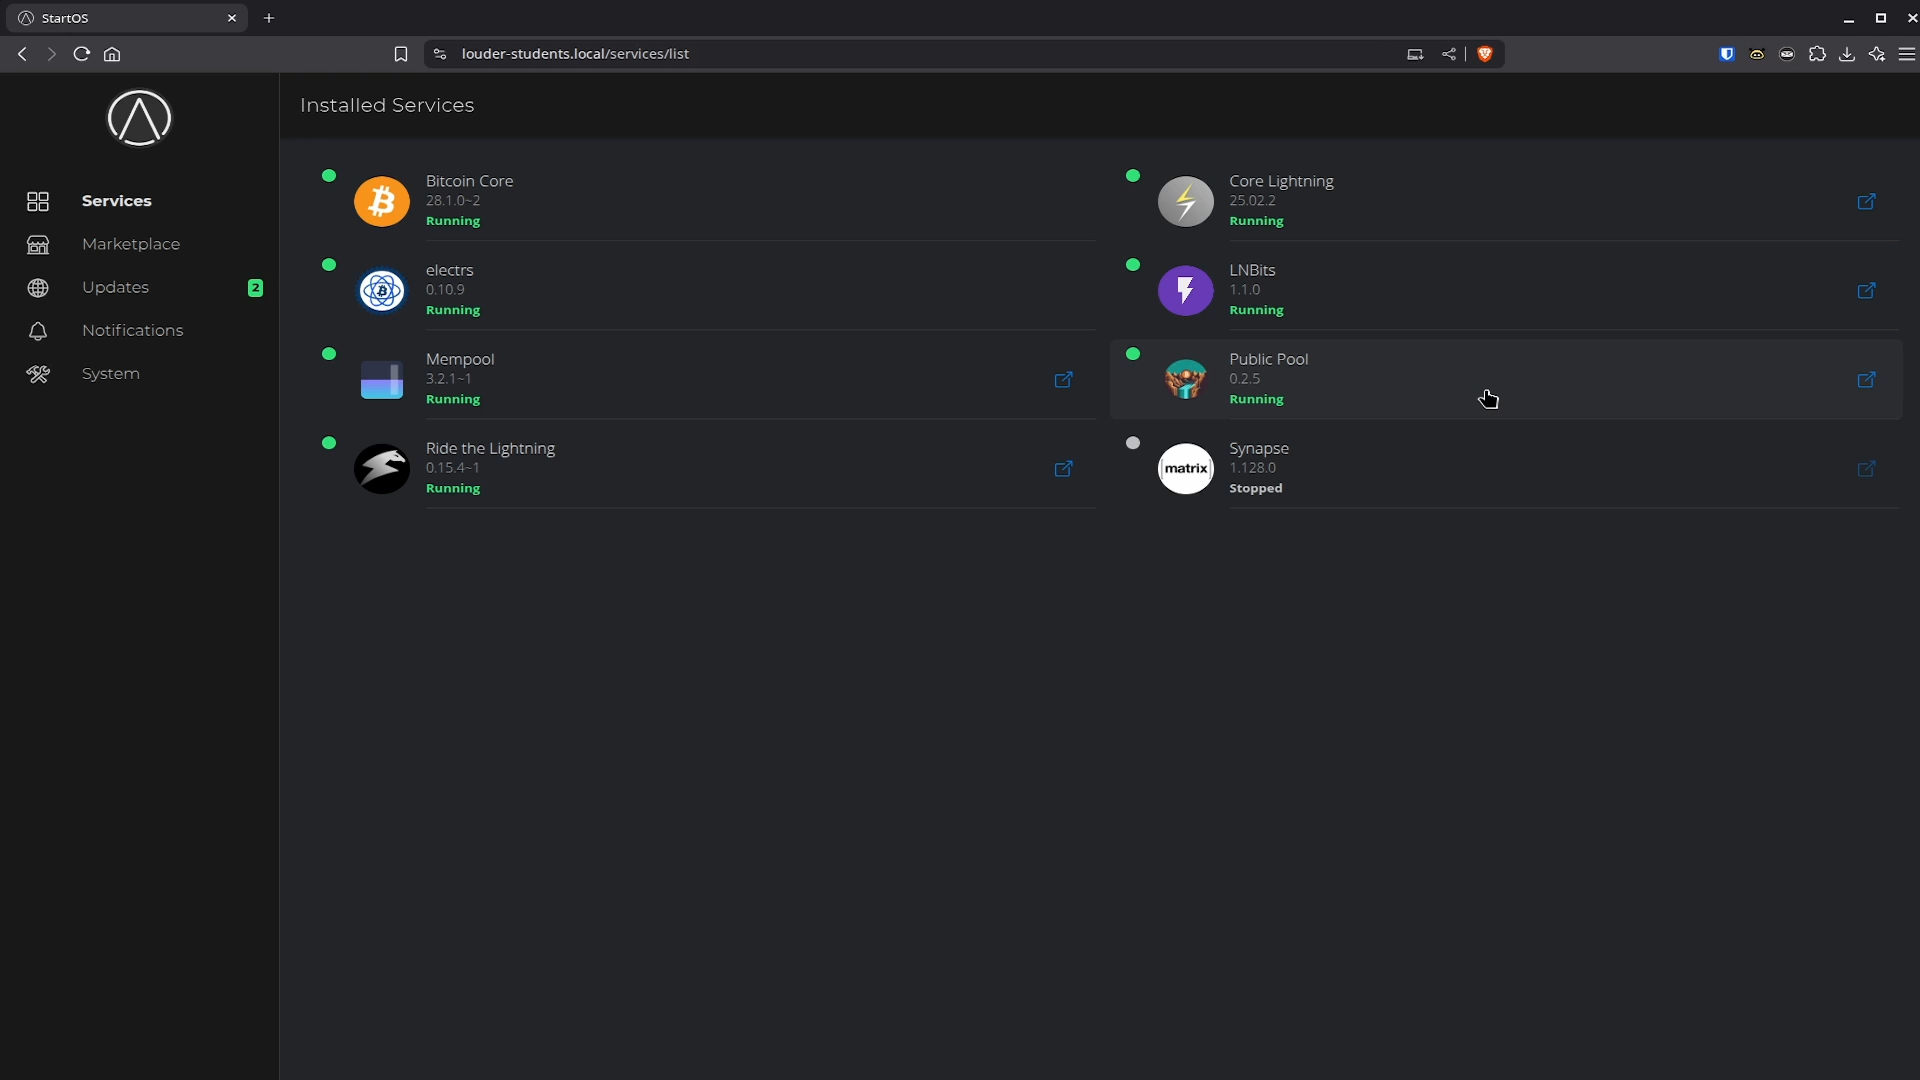 StartOS
louder-students.local/services/list
Installed Services
Services
Marketplace
Updates 2
Notifications
System
Bitcoin Core
28.1.0~2
Running
Core Lightning
25.02.2
Running
electrs
0.10.9
Running
LNBits
1.1.0
Running
Mempool
3.2.1~1
Running
Public Pool
0.2.5
Running
Ride the Lightning
0.15.4~1
Running
matrix
Synapse
1.128.0
Stopped